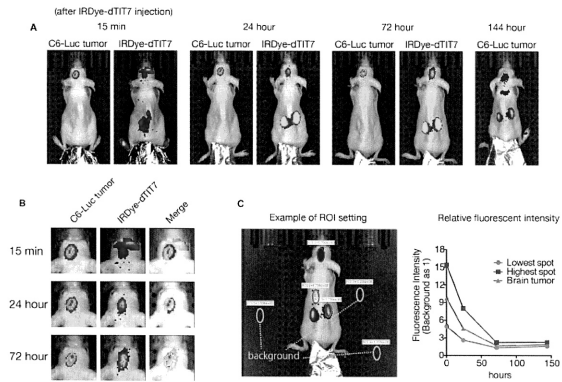 (after IRDye-dTIT7 injection)
15 min
24 hour
72 hour
144 hour
A
C6-Luc tumor
IRDye-dTIT7
C6-Luc tumor
IRDye-dTIT7
C6-Luc tumor
IRDye-dTIT7
C6-Luc tumor
B
C6-Luc tumor
IRDye-dTIT7
Merge
15 min
24 hour
72 hour
C
Example of ROI setting
background
Relative fluorescent intensity
Fluorescence Intensity
(Background as 1)
18
15
12
9
6
3
0
Lowest spot
Highest spot
Brain tumor
0
50
100
150
hours